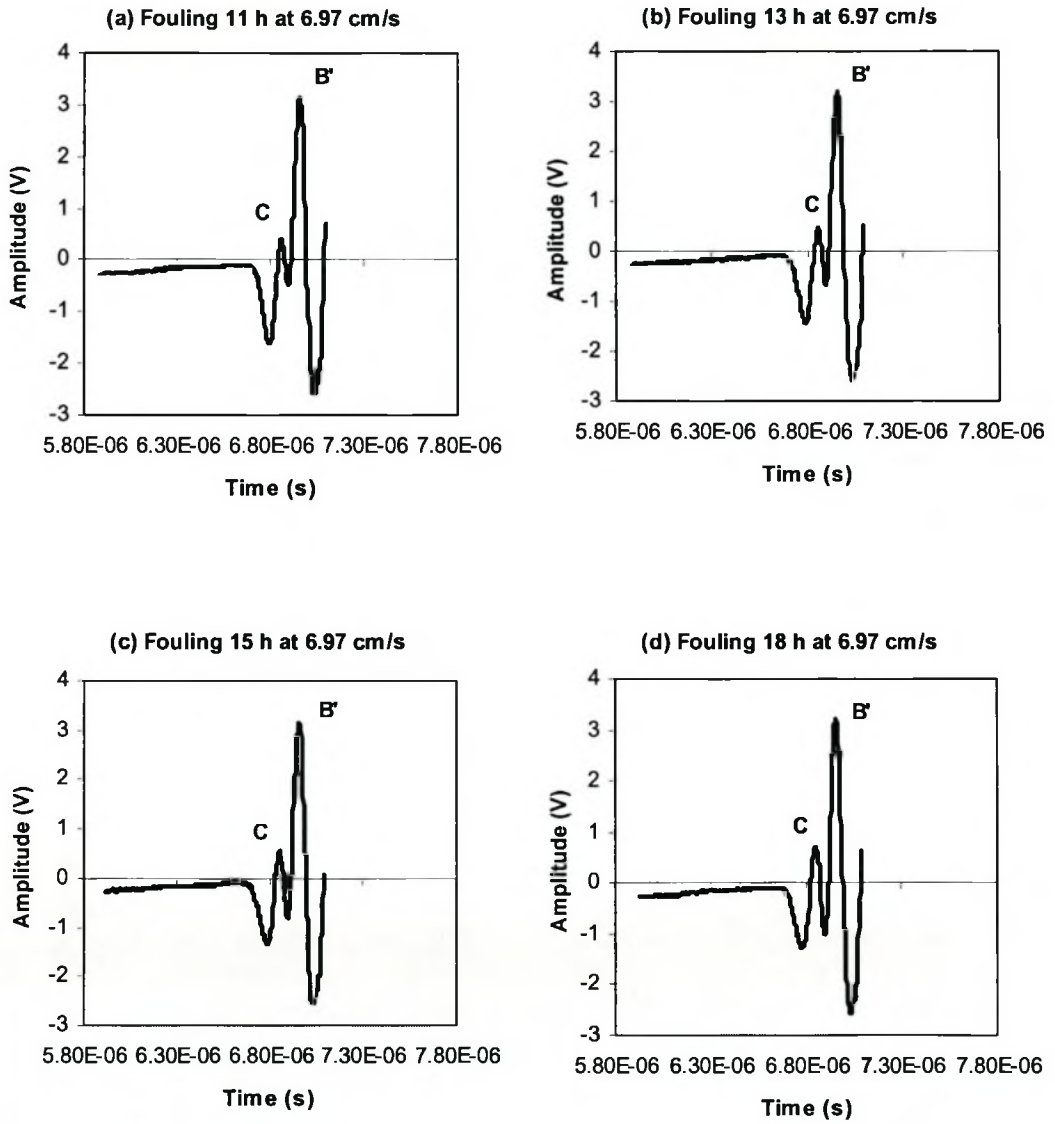 (a) Fouling 11 h at 6.97 cm/s
4
3
2
1
0
-1
-2
-3
Amplitude (V)
B'
C
5.80E-06 6.30E-06 6.80E-06 7.30E-06 7.80E-06
Time (s)
(b) Fouling 13 h at 6.97 cm/s
4
3
2
1
0
-1
-2
-3
Amplitude (V)
B'
C
5.80E-06 6.30E-06 6.80E-06 7.30E-06 7.80E-06
Time (s)
(c) Fouling 15 h at 6.97 cm/s
4
3
2
1
0
-1
-2
-3
Amplitude (V)
B'
C
5.80E-06 6.30E-06 6.80E-06 7.30E-06 7.80E-06
Time (s)
(d) Fouling 18 h at 6.97 cm/s
4
3
2
1
0
-1
-2
-3
Amplitude (V)
B'
C
5.80E-06 6.30E-06 6.80E-06 7.30E-06 7.80E-06
Time (s)